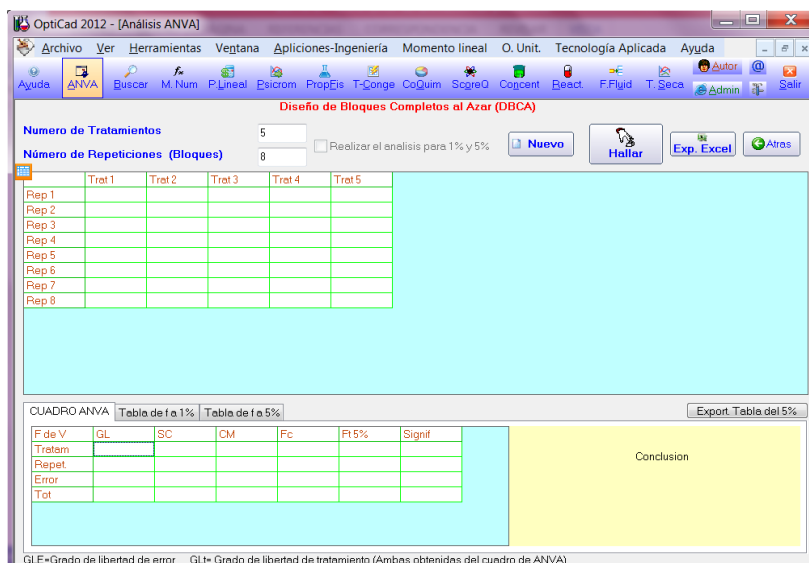 OptiCad 2012 - [Análisis ANVA]
Archivo Ver Herramientas Ventana Apliciones-Ingeniería Momento lineal O. Unit. Tecnología Aplicada Ayuda
Ayuda ANVA Buscar M. Num P.Lineal Psicrom PropFis T-Conge CoQuim ScoreQ Concent React. F.Fluid T. Seca Autor @ Admin Salir
Diseño de Bloques Completos al Azar (DBCA)
Numero de Tratamientos 5
Número de Repeticiones (Bloques) 8 Realizar el analisis para 1% y 5% Nuevo Hallar Exp. Excel Atras
Trat 1 Trat 2 Trat 3 Trat 4 Trat 5
Rep 1
Rep 2
Rep 3
Rep 4
Rep 5
Rep 6
Rep 7
Rep 8
CUADRO ANVA Tabla de f a 1% Tabla de f a 5% Export. Tabla del 5%
F de V GL SC CM Fc Ft 5% Signif
Tratam
Repet.
Error
Tot
Conclusion
GLE=Grado de libertad de error GLt= Grado de libertad de tratamiento (Ambas obtenidas del cuadro de ANVA)